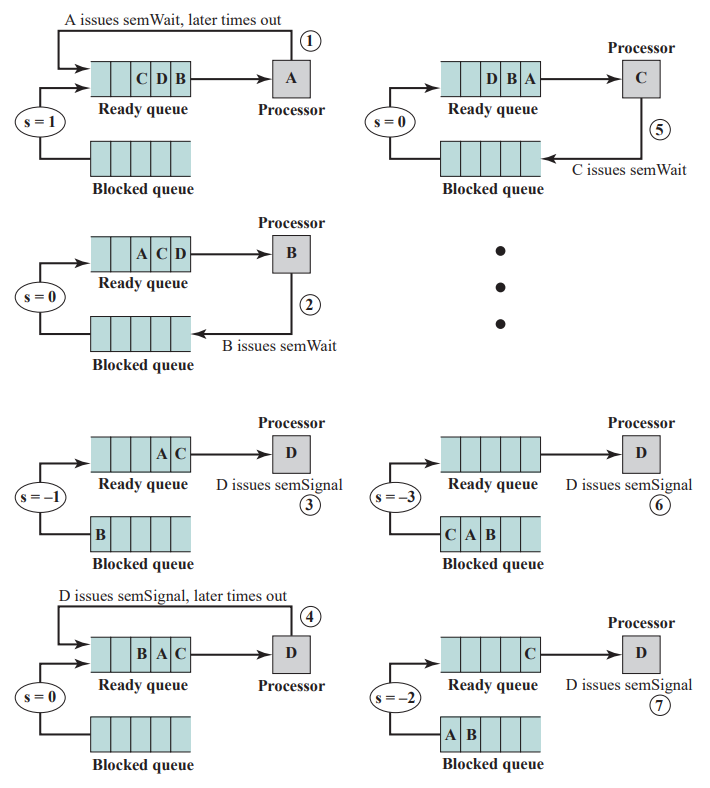 A issues semWait, later times out
1
C D B
A
Ready queue
Processor
s = 1
Blocked queue
Processor
D B A
C
Ready queue
s = 0
5
C issues semWait
Blocked queue
Processor
A C D
B
Ready queue
s = 0
2
B issues semWait
Blocked queue
Processor
A C
D
Ready queue
D issues semSignal
s = –1
3
B
Blocked queue
Processor
D
Ready queue
D issues semSignal
s = –3
6
C A B
Blocked queue
D issues semSignal, later times out
4
B A C
D
Ready queue
Processor
s = 0
Blocked queue
Processor
C
D
Ready queue
D issues semSignal
s = –2
7
A B
Blocked queue